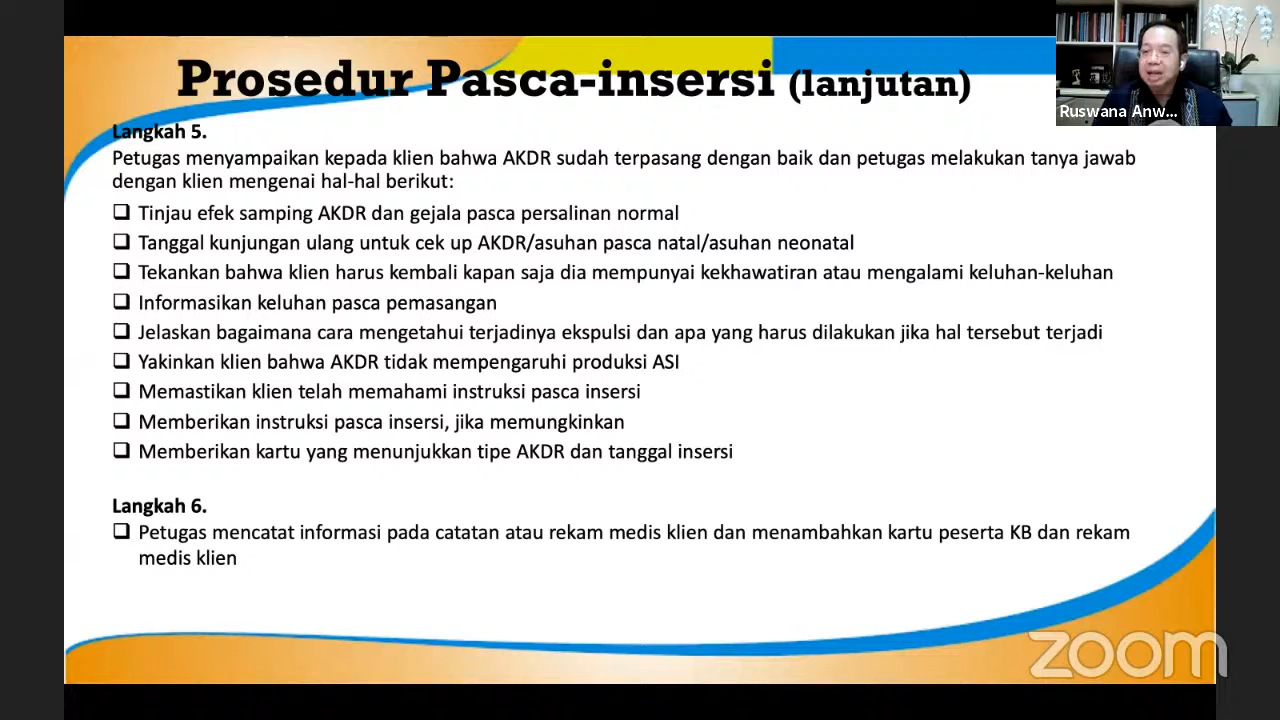 Prosedur Pasca-insersi (lanjutan)
Ruswana Anw...
Langkah 5.
Petugas menyampaikan kepada klien bahwa AKDR sudah terpasang dengan baik dan petugas melakukan tanya jawab
dengan klien mengenai hal-hal berikut:
Tinjau efek samping AKDR dan gejala pasca persalinan normal
Tanggal kunjungan ulang untuk cek up AKDR/asuhan pasca natal/asuhan neonatal
Tekankan bahwa klien harus kembali kapan saja dia mempunyai kekhawatiran atau mengalami keluhan-keluhan
Informasikan keluhan pasca pemasangan
Jelaskan bagaimana cara mengetahui terjadinya ekspulsi dan apa yang harus dilakukan jika hal tersebut terjadi
Yakinkan klien bahwa AKDR tidak mempengaruhi produksi ASI
Memastikan klien telah memahami instruksi pasca insersi
Memberikan instruksi pasca insersi, jika memungkinkan
Memberikan kartu yang menunjukkan tipe AKDR dan tanggal insersi
Langkah 6.
Petugas mencatat informasi pada catatan atau rekam medis klien dan menambahkan kartu peserta KB dan rekam
medis klien
zoom